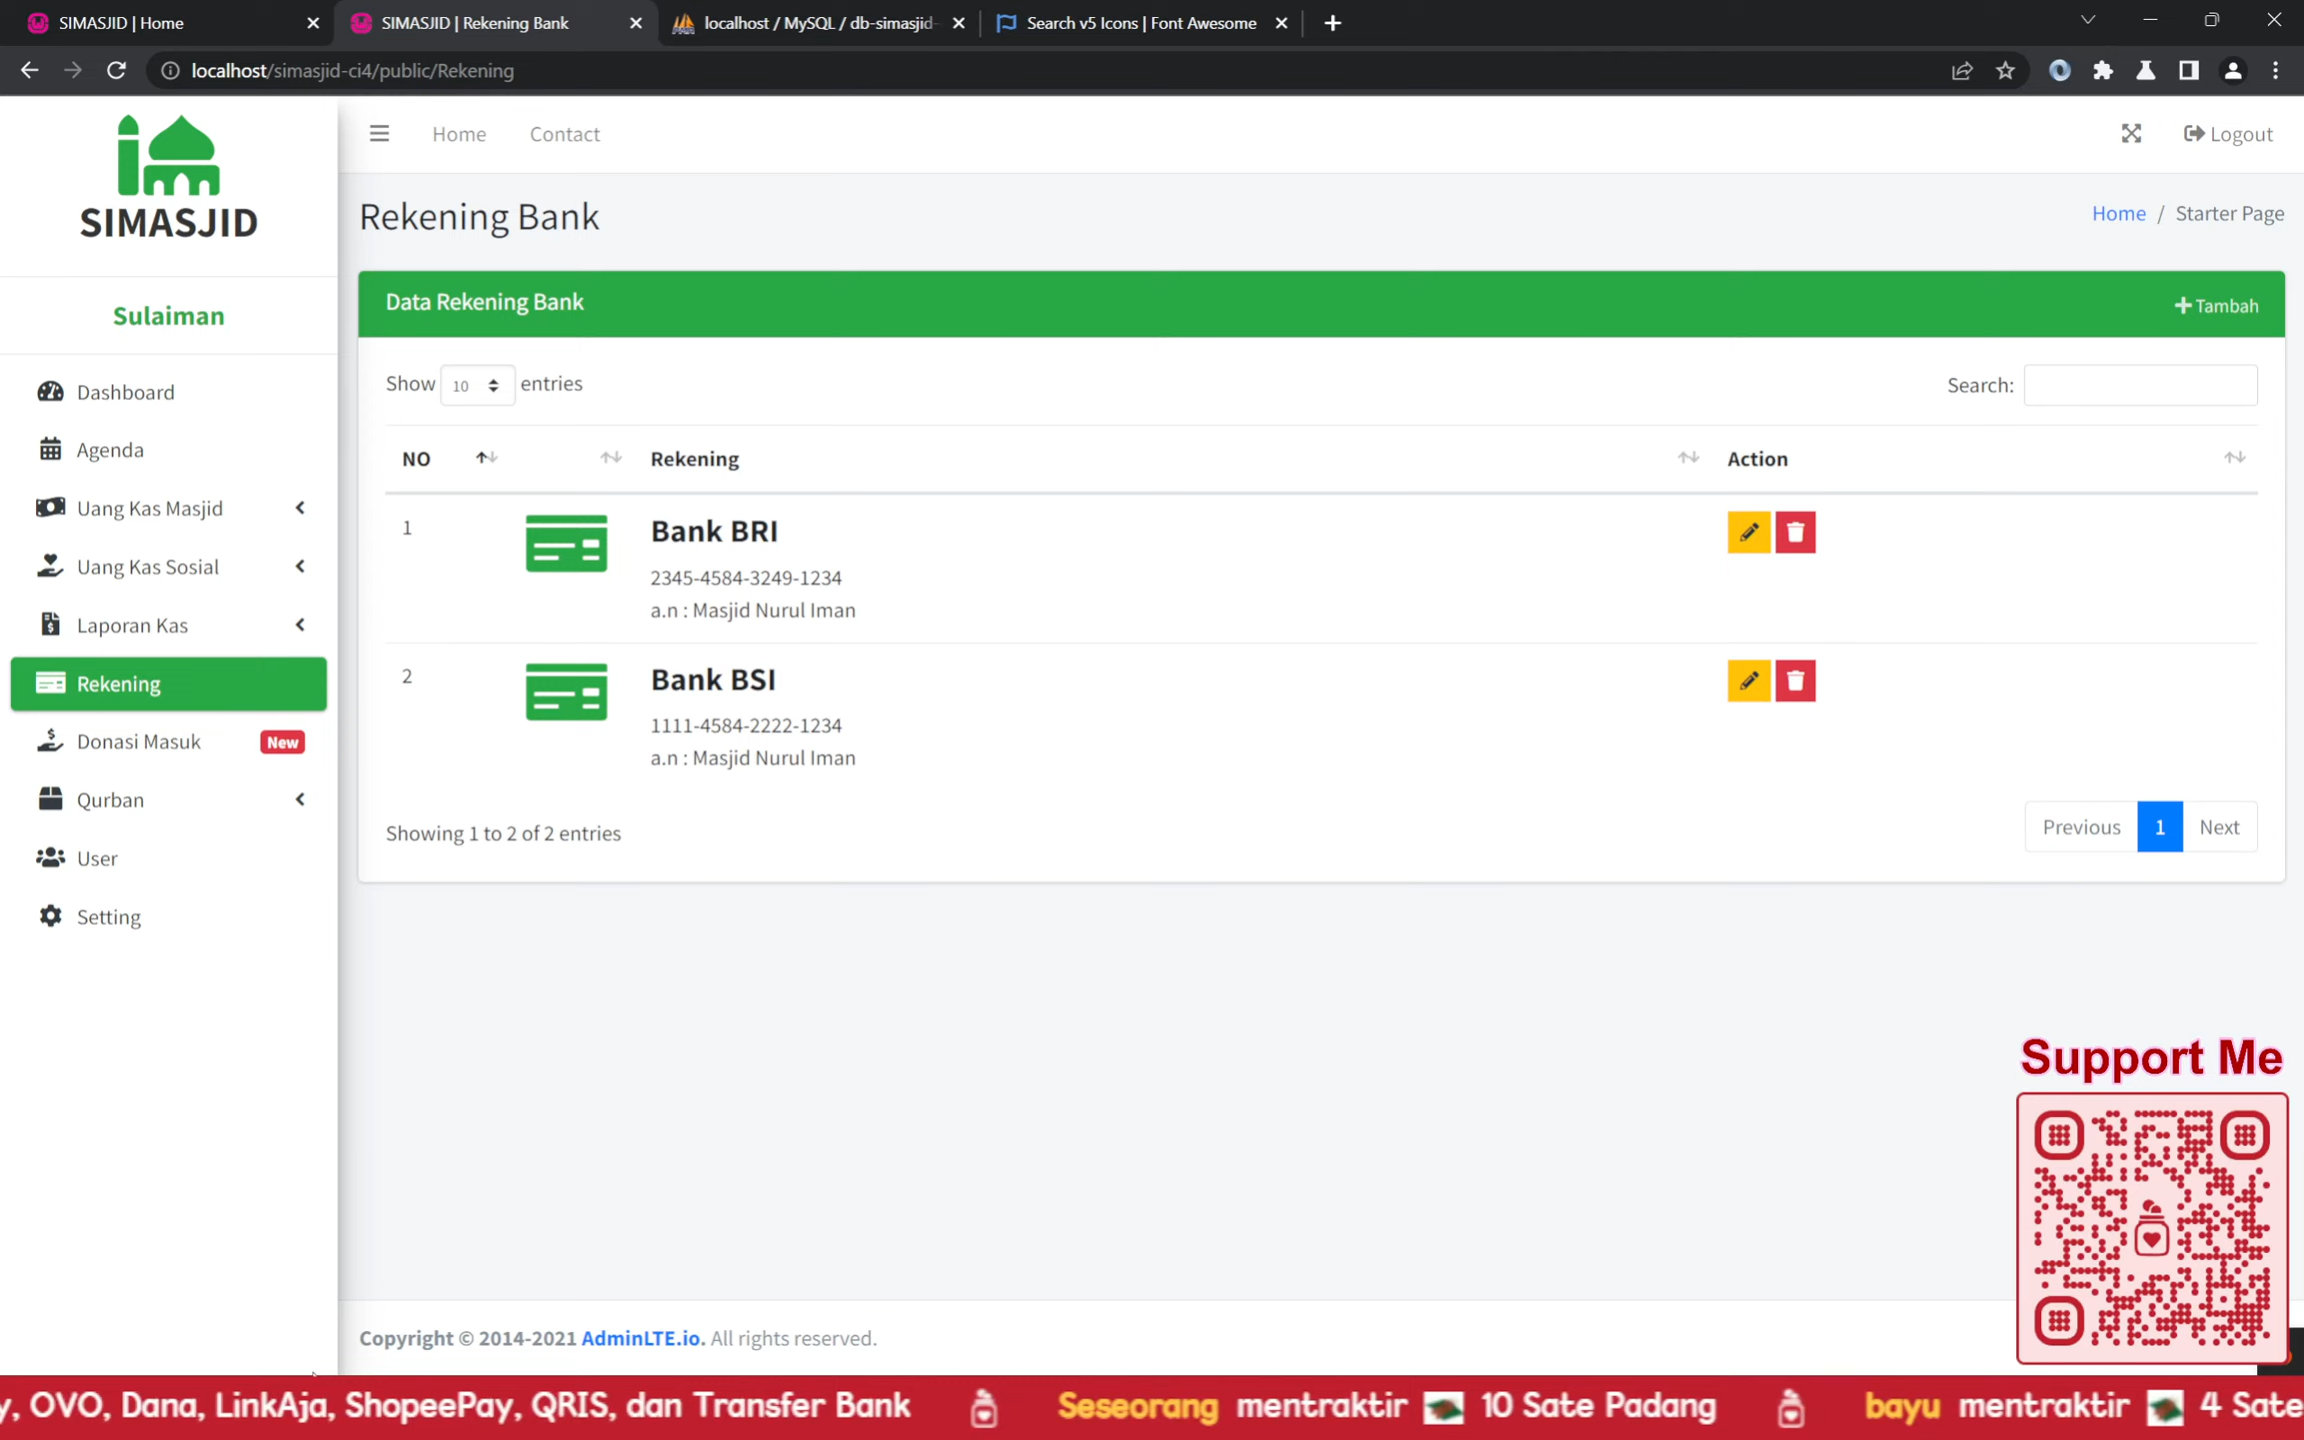 SIMASJID | Home
SIMASJID | Rekening Bank
localhost / MySQL / db-simasjid-
Search v5 Icons | Font Awesome
localhost/simasjid-ci4/public/Rekening
SIMASJID
Home Contact Logout
Rekening Bank
Home / Starter Page
Sulaiman
Dashboard
Agenda
Uang Kas Masjid
Uang Kas Sosial
Laporan Kas
Rekening
Donasi Masuk New
Qurban
User
Setting
Data Rekening Bank
Tambah
Show 10 entries
Search:
NO Rekening Action
1 Bank BRI
2345-4584-3249-1234
a.n : Masjid Nurul Iman
2 Bank BSI
1111-4584-2222-1234
a.n : Masjid Nurul Iman
Showing 1 to 2 of 2 entries
Previous 1 Next
Support Me
Copyright © 2014-2021 AdminLTE.io. All rights reserved.
y, OVO, Dana, LinkAja, ShopeePay, QRIS, dan Transfer Bank Seseorang mentraktir 10 Sate Padang bayu mentraktir 4 Sate